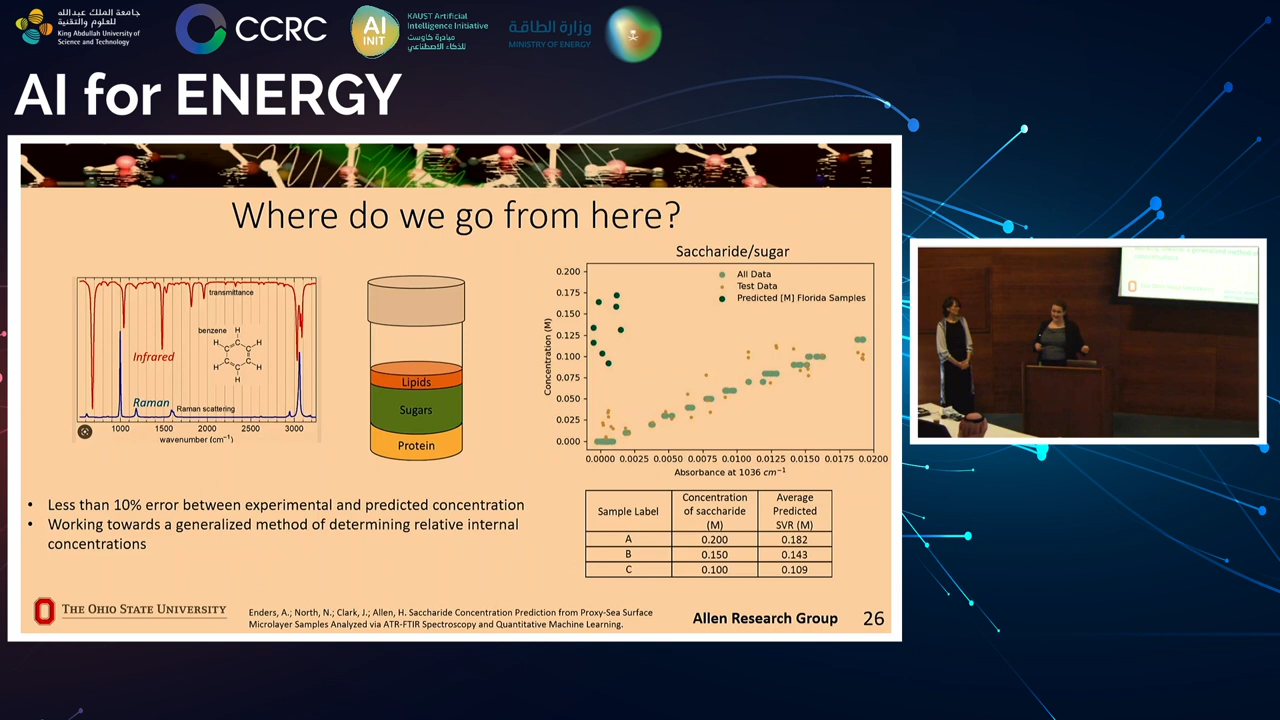 جامعة الملك عبدالله
للعلوم والتقنية
King Abdullah University of
Science and Technology
CCRC
AI
INIT
KAUST Artificial
Intelligence Initiative
مبادرة كاوست
للذكاء الاصطناعي
وزارة الطاقة
MINISTRY OF ENERGY
AI for ENERGY
Where do we go from here?
transmittance
benzene
H
H
H
H
H
H
C
C
C
C
C
C
Infrared
Raman
Raman scattering
1000
1500
2000
2500
3000
wavenumber (cm⁻¹)
Lipids
Sugars
Protein
Saccharide/sugar
All Data
Test Data
Predicted [M] Florida Samples
Concentration (M)
0.200
0.175
0.150
0.125
0.100
0.075
0.050
0.025
0.000
0.0000 0.0025 0.0050 0.0075 0.0100 0.0125 0.0150 0.0175 0.0200
Absorbance at 1036 cm⁻¹
• Less than 10% error between experimental and predicted concentration
• Working towards a generalized method of determining relative internal
concentrations
Sample Label Concentration of saccharide (M) Average Predicted SVR (M)
A 0.200 0.182
B 0.150 0.143
C 0.100 0.109
THE OHIO STATE UNIVERSITY
Enders, A.; North, N.; Clark, J.; Allen, H. Saccharide Concentration Prediction from Proxy-Sea Surface
Microlayer Samples Analyzed via ATR-FTIR Spectroscopy and Quantitative Machine Learning.
Allen Research Group
26